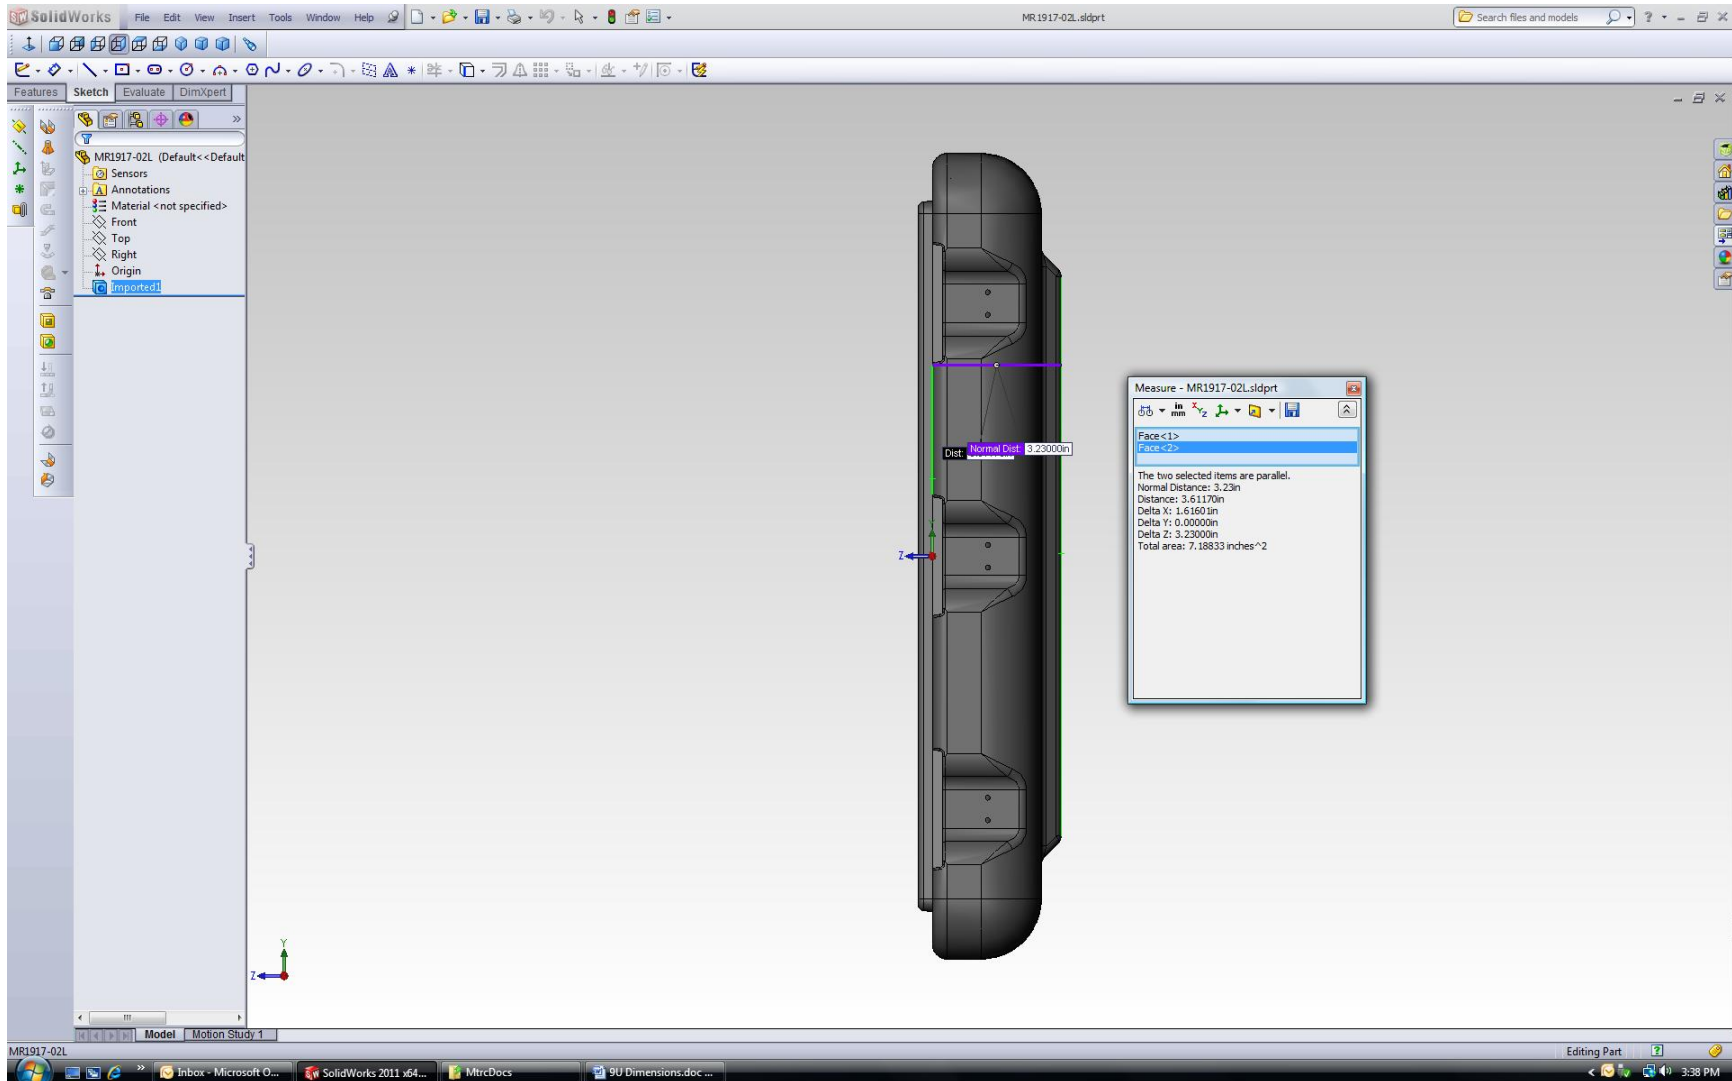 SolidWorks File Edit View Insert Tools Window Help MR1917-02L.sldprt Search files and models
Features Sketch Evaluate DimXpert
MR1917-02L (Default<<Default
Sensors
Annotations
Material <not specified>
Front
Top
Right
Origin
Imported1
Measure - MR1917-02L.sldprt
in
mm
XYZ
Face<1>
Face<2>
The two selected items are parallel.
Normal Distance: 3.23in
Distance: 3.61170in
Delta X: 1.61601in
Delta Y: 0.00000in
Delta Z: 3.23000in
Total area: 7.18833 inches^2
Dist: Normal Dist: 3.23000in
Y
Z
Y
Z
Model Motion Study 1
MR1917-02L Editing Part
Inbox - Microsoft O... SolidWorks 2011 x64... MtrcDocs 9U Dimensions.doc ... 3:38 PM